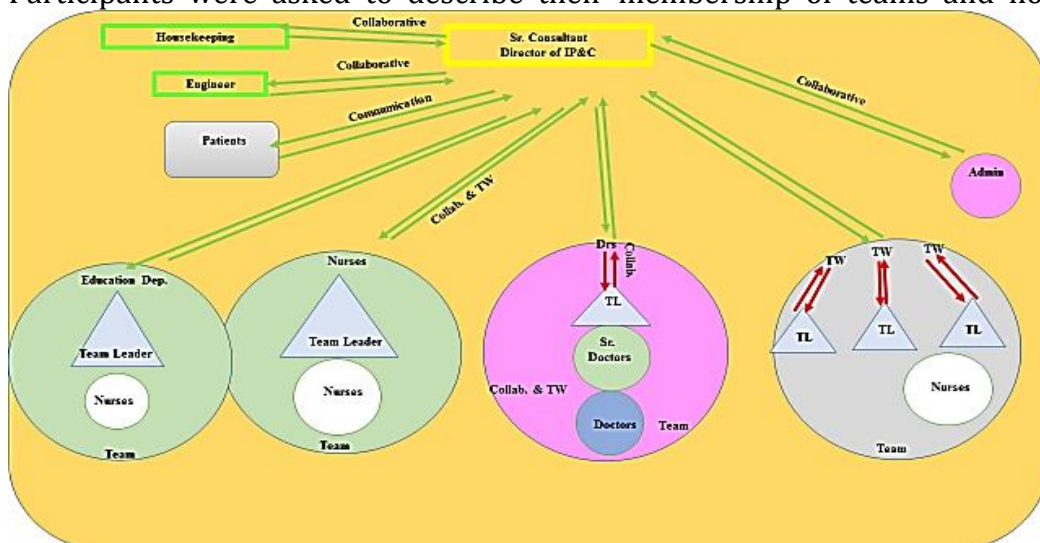 Participants were asked to describe their membership of teams and
Collaborative
Housekeeping
Sr. Consultant
Director of IP&C
Collaborative
Engineer
Collaborative
Communication
Patients
Admin
Collab. & TW
Education Dep.
Team Leader
Nurses
Team
Nurses
Team Leader
Nurses
Team
Drs
Collab.
TL
Sr.
Doctors
Collab. & TW
Doctors
Team
TW
TW
TW
TL
TL
TL
Nurses
Team